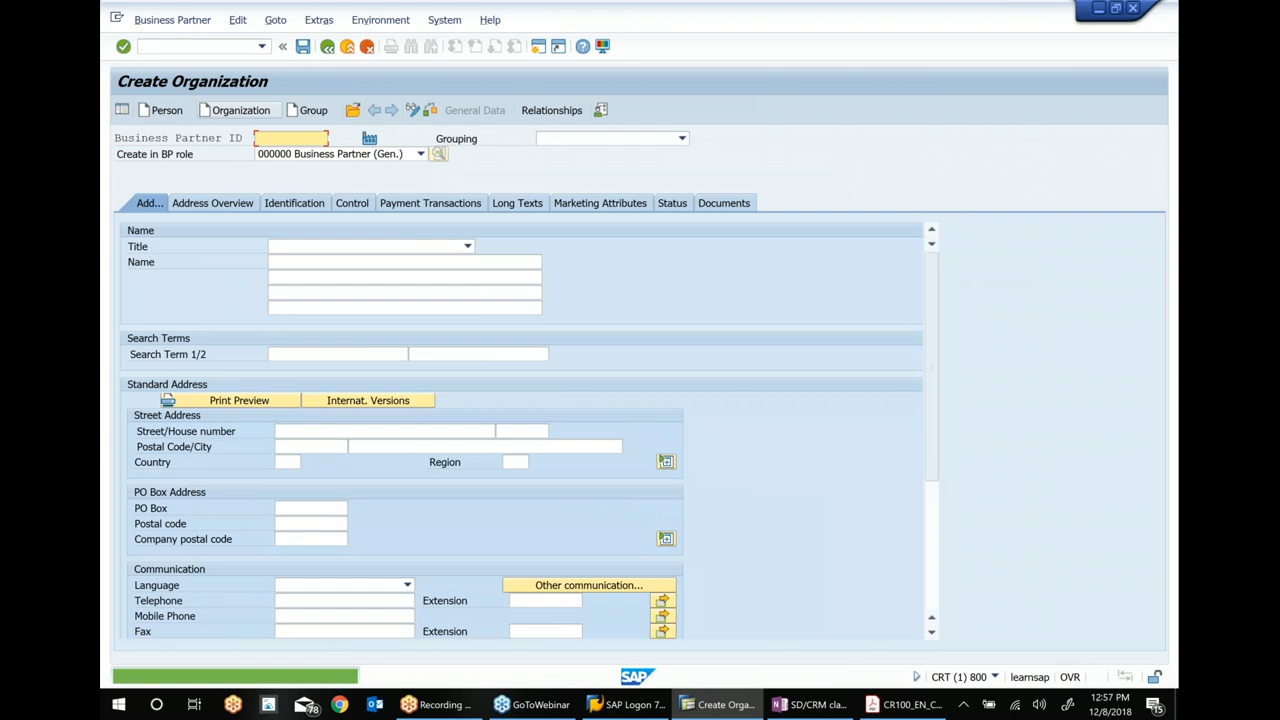 Business Partner Edit Goto Extras Environment System Help
Create Organization
Person Organization Group General Data Relationships
Business Partner ID Grouping
Create in BP role 000000 Business Partner (Gen.)
Add... Address Overview Identification Control Payment Transactions Long Texts Marketing Attributes Status Documents
Name
Title
Name
Search Terms
Search Term 1/2
Standard Address
Print Preview Internat. Versions
Street Address
Street/House number
Postal Code/City
Country Region
PO Box Address
PO Box
Postal code
Company postal code
Communication
Language Other communication...
Telephone Extension
Mobile Phone
Fax Extension
SAP CRT (1) 800 learnsap OVR
78 Recording ... GoToWebinar SAP Logon 7... Create Orga... SD/CRM cla... CR100_EN_C... 12:57 PM
12/8/2018 15